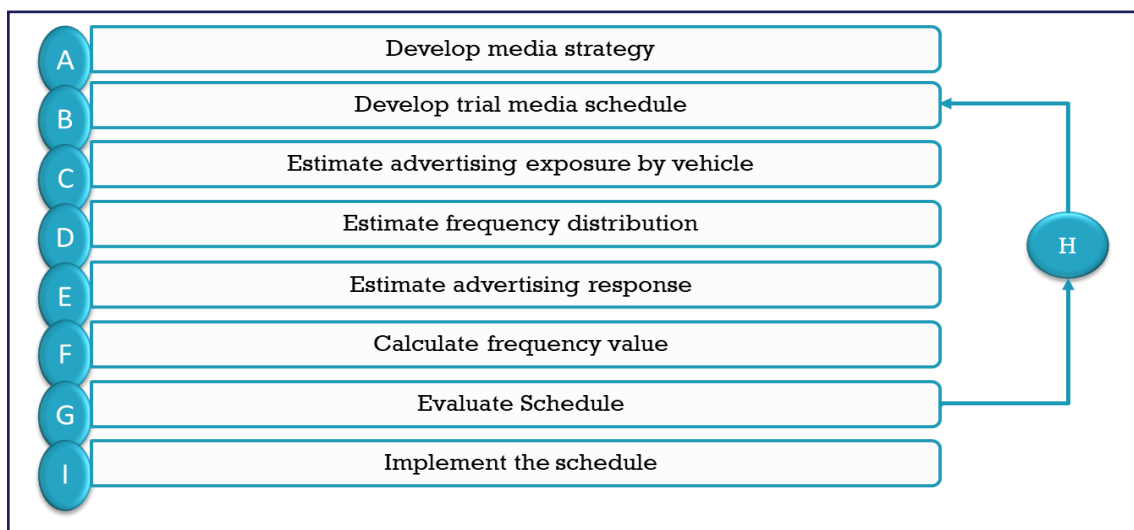 A Develop media strategy
B Develop trial media schedule
C Estimate advertising exposure by vehicle
D Estimate frequency distribution
H
E Estimate advertising response
F Calculate frequency value
G Evaluate Schedule
I Implement the schedule